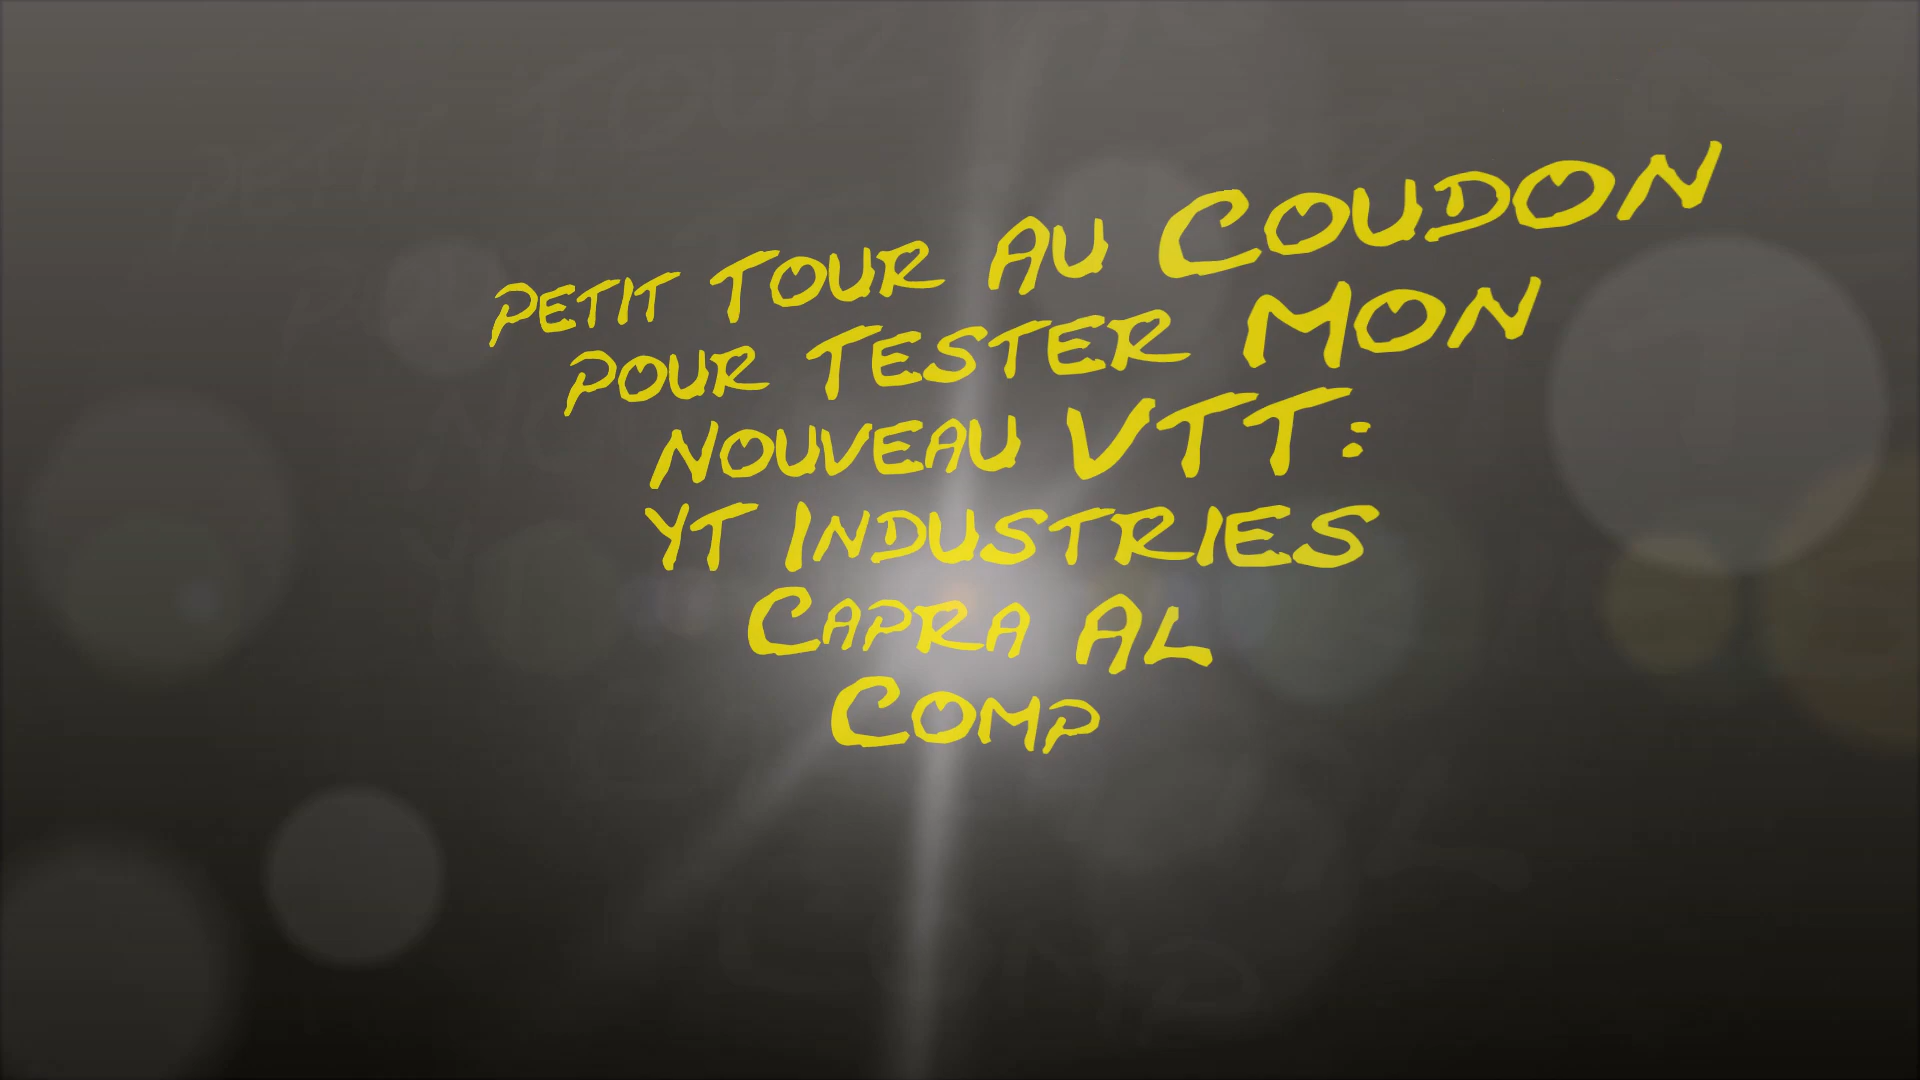 Petit Tour au Coudon
pour Tester Mon
nouveau VTT :
YT Industries
Capra AL
Comp